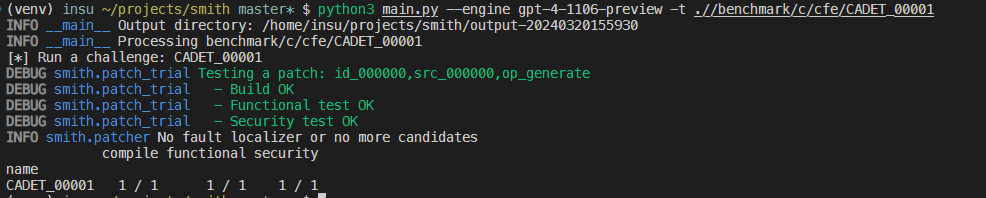 (venv) insu ~/projects/smith master* $ python3 main.py --engine gpt-4-1106-preview -t .//benchmark/c/cfe/CADET_00001
INFO __main__ Output directory: /home/insu/projects/smith/output-20240320155930
INFO __main__ Processing benchmark/c/cfe/CADET_00001
[*] Run a challenge: CADET_00001
DEBUG smith.patch_trial Testing a patch: id_000000,src_000000,op_generate
DEBUG smith.patch_trial   - Build OK
DEBUG smith.patch_trial   - Functional test OK
DEBUG smith.patch_trial   - Security test OK
INFO smith.patcher No fault localizer or no more candidates
            compile functional security
name
CADET_00001   1 / 1      1 / 1    1 / 1